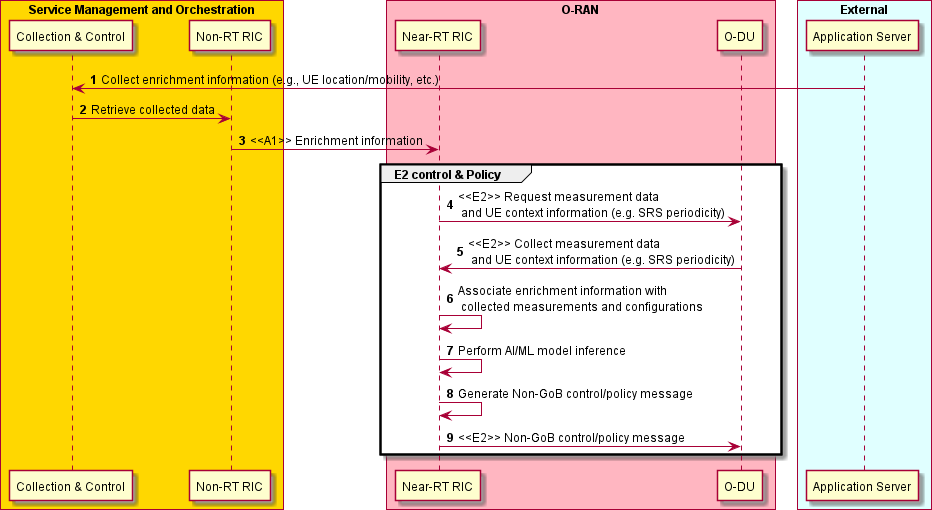 Service Management and Orchestration
O-RAN
External
Collection & Control
Non-RT RIC
Near-RT RIC
O-DU
Application Server
1 Collect enrichment information (e.g., UE location/mobility, etc.)
2 Retrieve collected data
3 <<A1>> Enrichment information
E2 control & Policy
4 <<E2>> Request measurement data
and UE context information (e.g. SRS periodicity)
5 <<E2>> Collect measurement data
and UE context information (e.g. SRS periodicity)
6 Associate enrichment information with
collected measurements and configurations
7 Perform AI/ML model inference
8 Generate Non-GoB control/policy message
9 <<E2>> Non-GoB control/policy message
Collection & Control
Non-RT RIC
Near-RT RIC
O-DU
Application Server